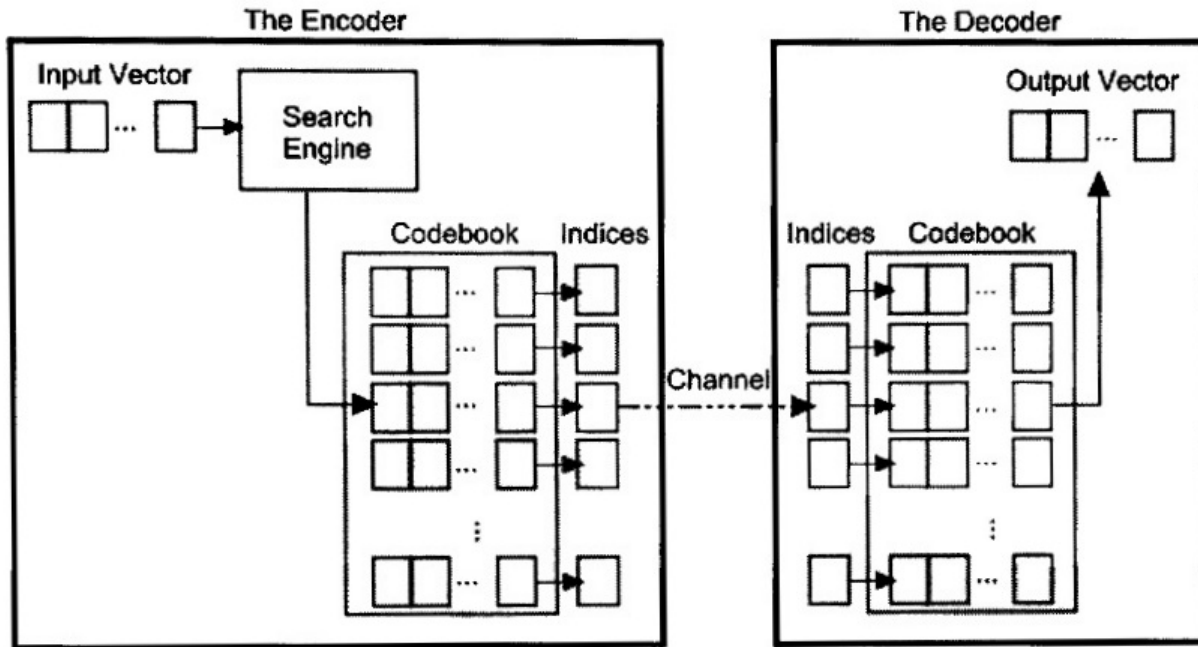 The Encoder
Input Vector
...
Search
Engine
Codebook
Indices
...
...
...
...
...
...
Channel
The Decoder
Output Vector
...
Indices
Codebook
...
...
...
...
...
...